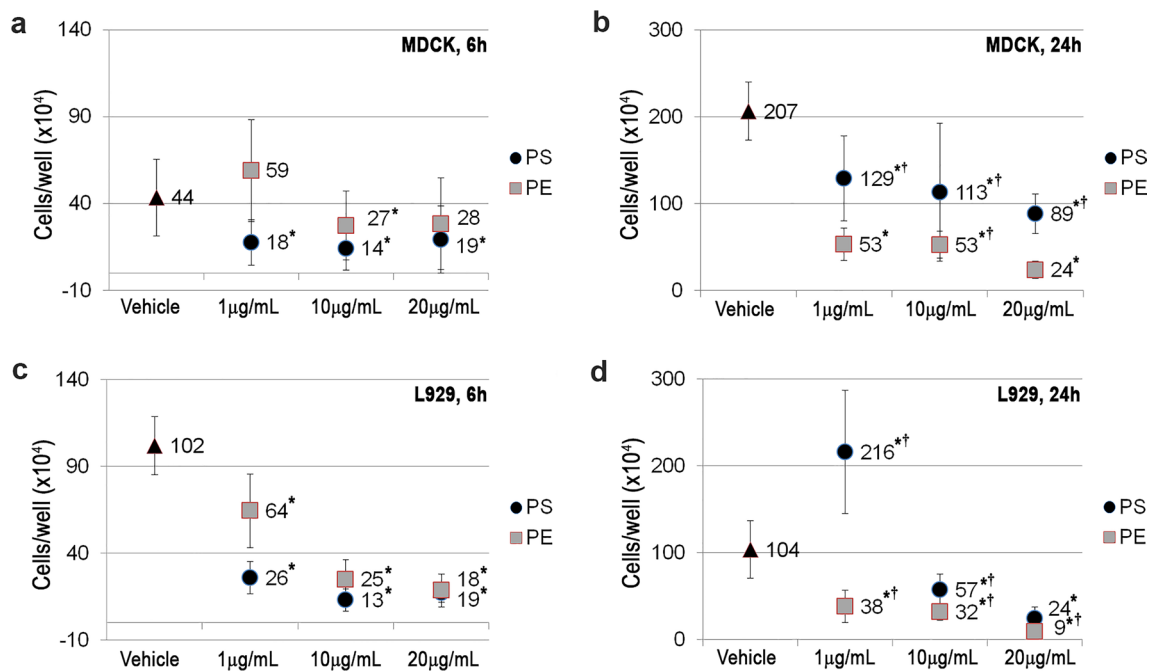 a
140
90
40
-10
Cells/well (x10⁴)
MDCK, 6h
44
59
18*
27*
14*
28
19*
Vehicle
1μg/mL
10μg/mL
20μg/mL
PS
PE
b
300
200
100
0
Cells/well (x10⁴)
MDCK, 24h
207
129*†
53*
113*†
53*†
89*†
24*
Vehicle
1μg/mL
10μg/mL
20μg/mL
PS
PE
c
140
90
40
-10
Cells/well (x10⁴)
L929, 6h
102
64*
26*
25*
13*
18*
19*
Vehicle
1μg/mL
10μg/mL
20μg/mL
PS
PE
d
300
200
100
0
Cells/well (x10⁴)
L929, 24h
104
216*†
38*†
57*†
32*†
24*
9*†
Vehicle
1μg/mL
10μg/mL
20μg/mL
PS
PE